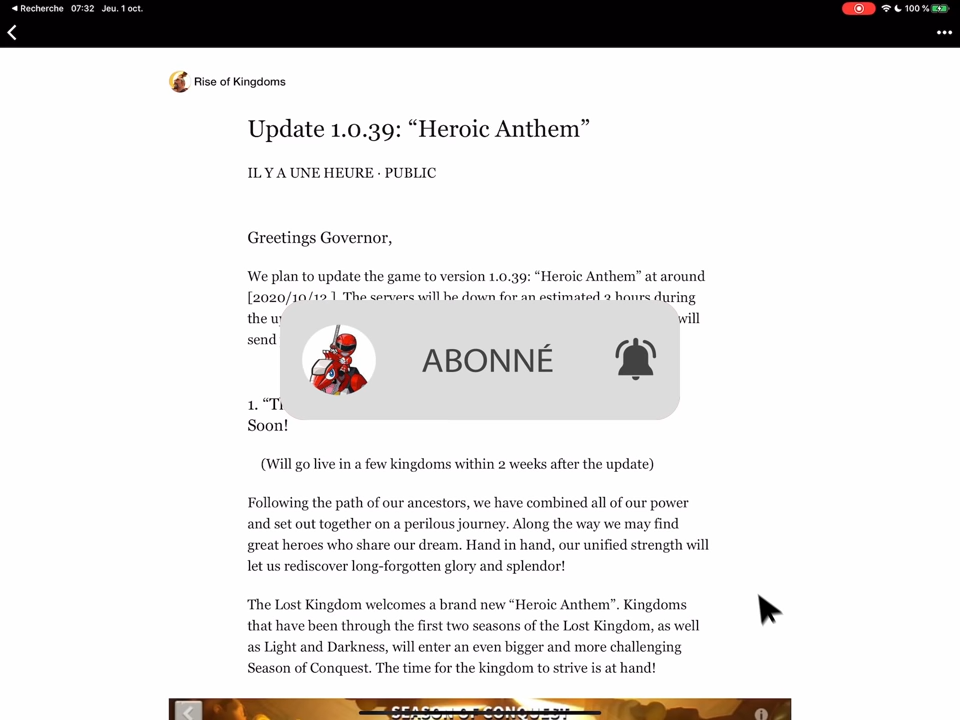 Recherche 07:32 Jeu. 1 oct. 100 %
Rise of Kingdoms
Update 1.0.39: “Heroic Anthem”
IL Y A UNE HEURE · PUBLIC
Greetings Governor,
We plan to update the game to version 1.0.39: “Heroic Anthem” at around
[2020/10/12 ]. The servers will be down for an estimated 3 hours during
the will
send
ABONNÉ
1.
Soon!
(Will go live in a few kingdoms within 2 weeks after the update)
Following the path of our ancestors, we have combined all of our power
and set out together on a perilous journey. Along the way we may find
great heroes who share our dream. Hand in hand, our unified strength will
let us rediscover long-forgotten glory and splendor!
The Lost Kingdom welcomes a brand new “Heroic Anthem”. Kingdoms
that have been through the first two seasons of the Lost Kingdom, as well
as Light and Darkness, will enter an even bigger and more challenging
Season of Conquest. The time for the kingdom to strive is at hand!
SEASON OF CONQUEST